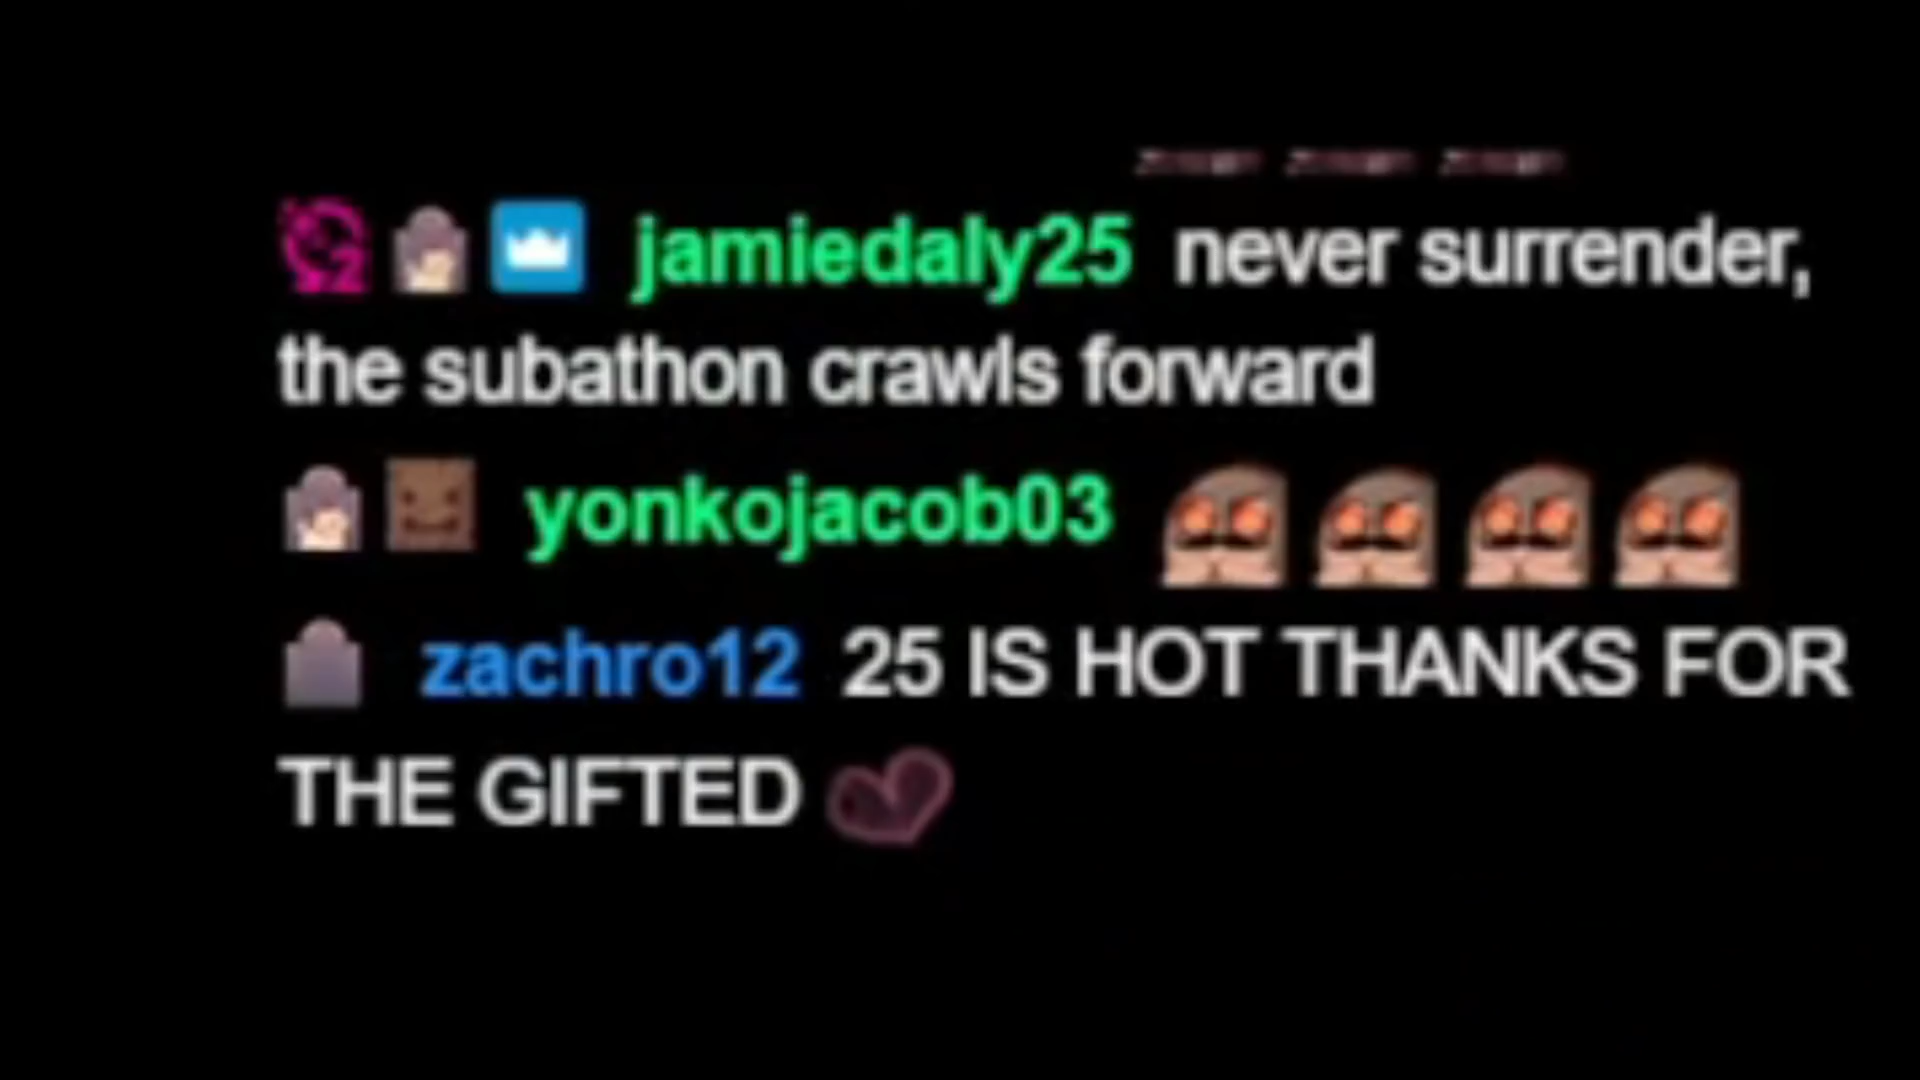 jamiedaly25 never surrender,
the subathon crawls forward
yonkojacob03
zachro12 25 IS HOT THANKS FOR
THE GIFTED